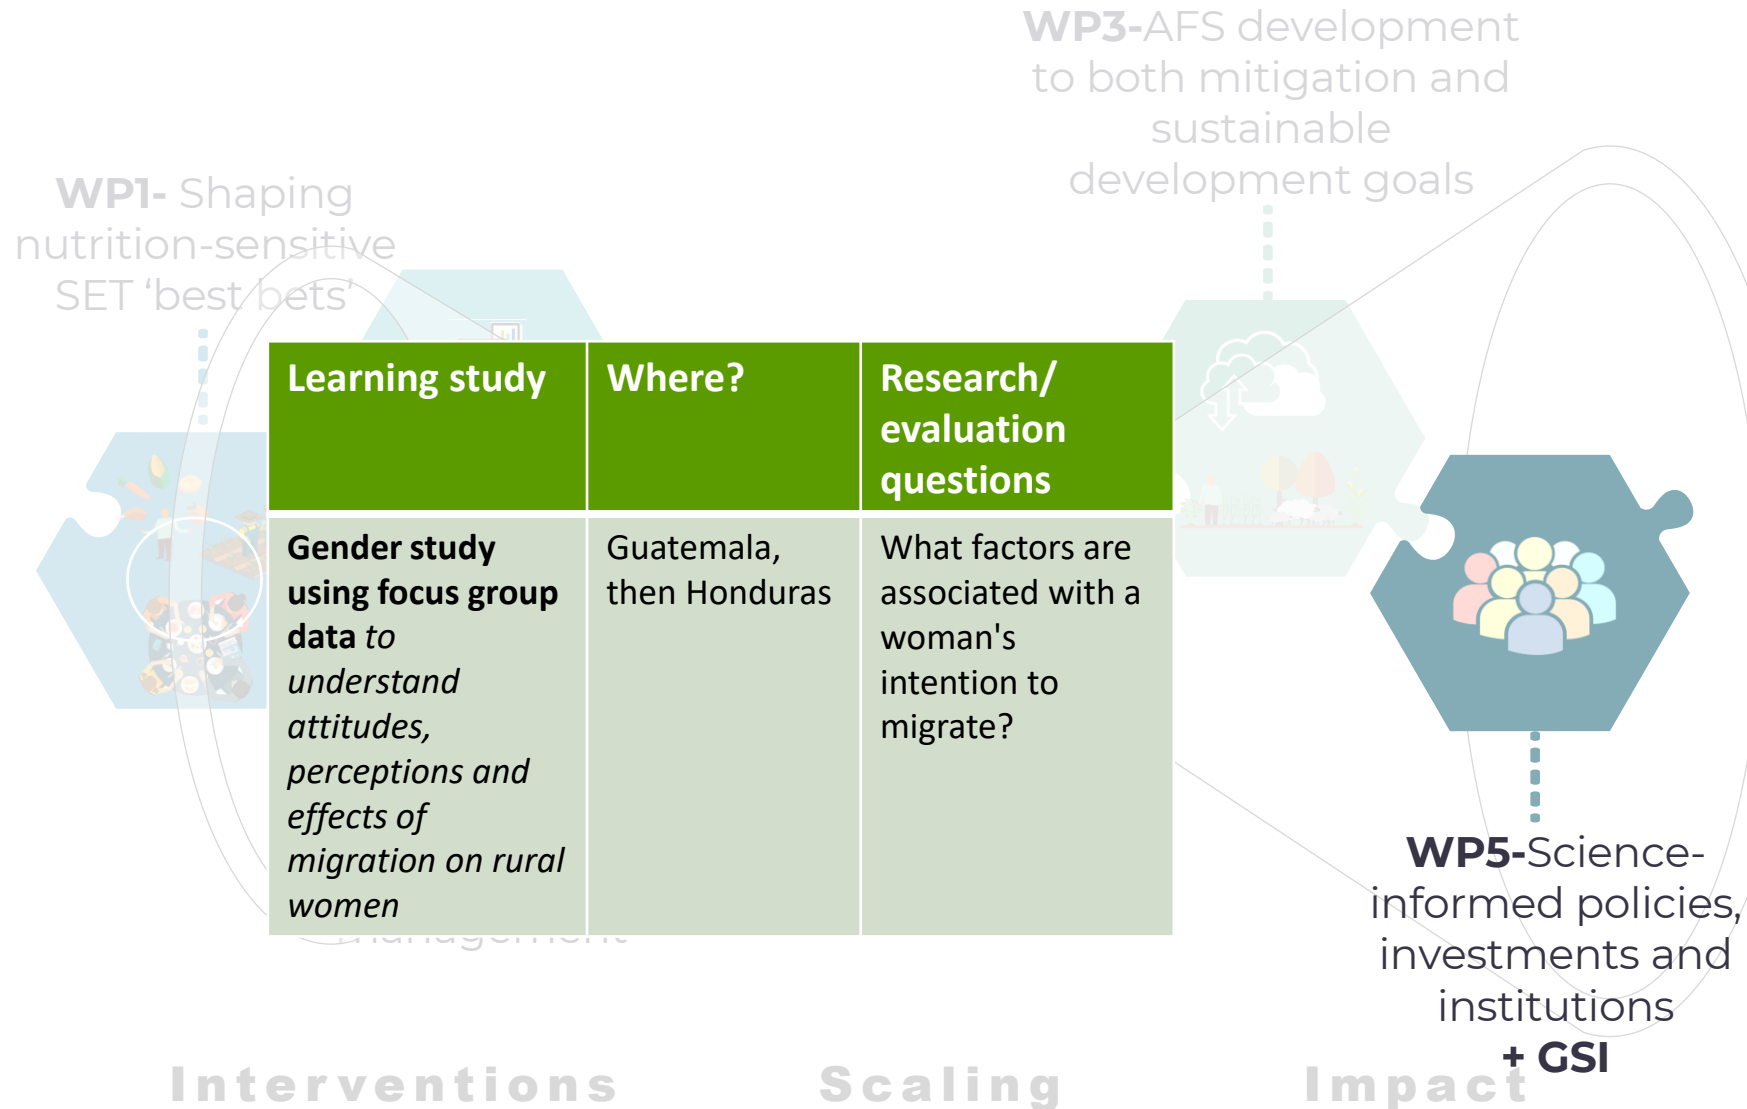 WP3-AFS development
to both mitigation and
sustainable
development goals
WP1- Shaping
nutrition-sensitive
SET ‘best bets’
Learning study
Where?
Research/
evaluation
questions
Gender study
using focus group
data to
understand
attitudes,
perceptions and
effects of
migration on rural
women
Guatemala,
then Honduras
What factors are
associated with a
woman's
intention to
migrate?
management
WP5-Science-
informed policies,
investments and
institutions
+ GSI
Interventions
Scaling
Impact